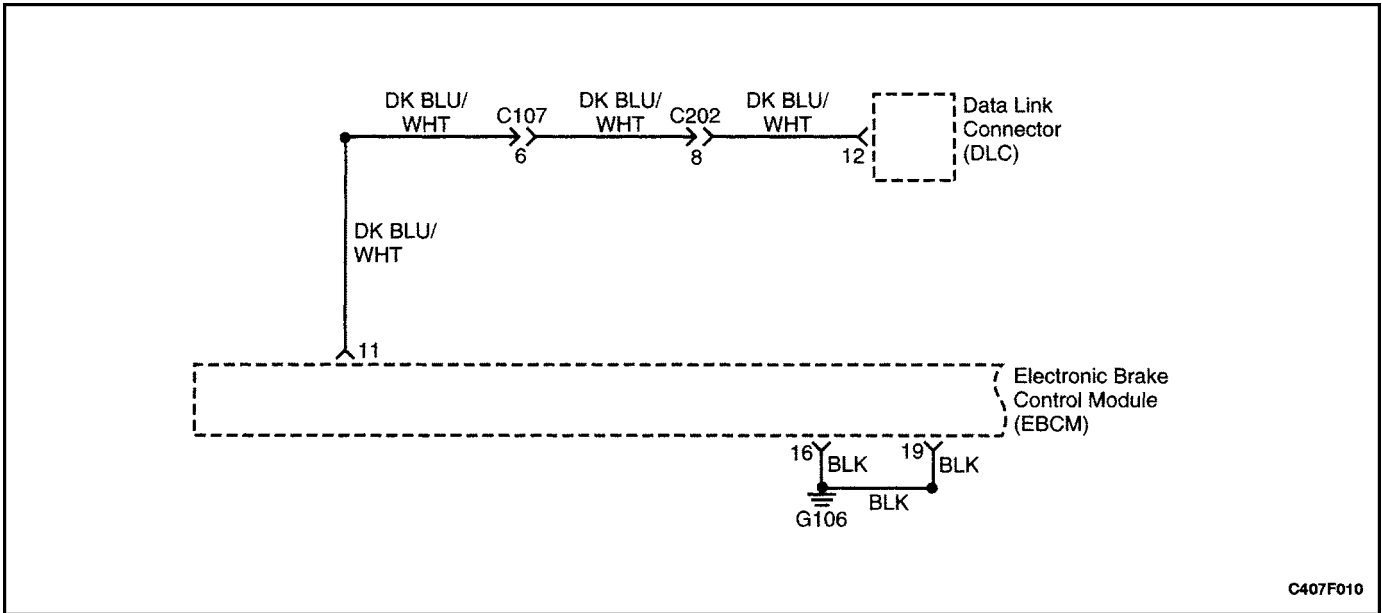 DK BLU/
WHT
C107
6
DK BLU/
WHT
C202
8
DK BLU/
WHT
12
Data Link
Connector
(DLC)
DK BLU/
WHT
11
Electronic Brake
Control Module
(EBCM)
16
BLK
19
BLK
BLK
G106
C407F010